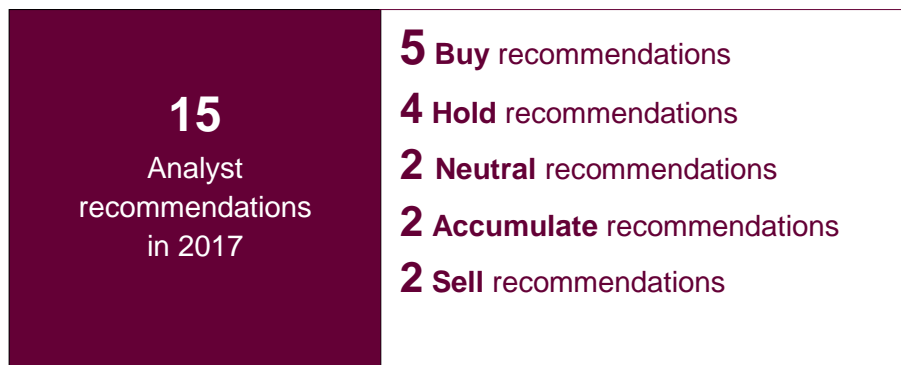 15
Analyst
recommendations
in 2017
5 Buy recommendations
4 Hold recommendations
2 Neutral recommendations
2 Accumulate recommendations
2 Sell recommendations